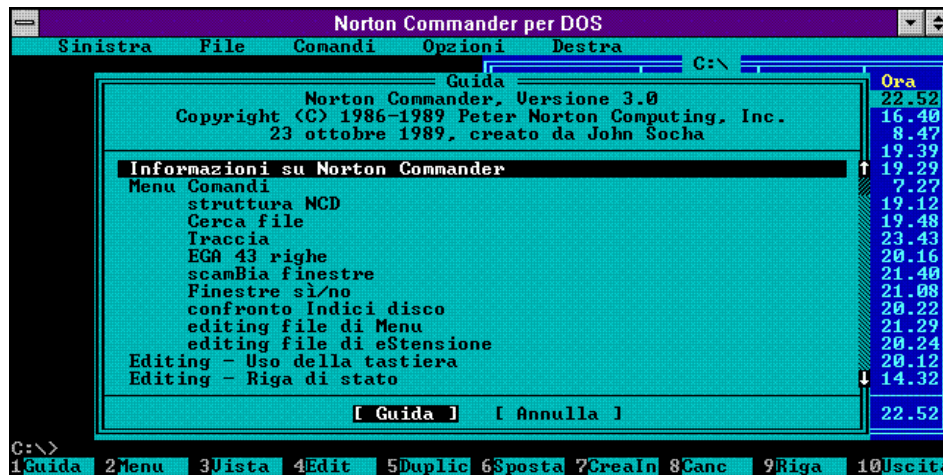 Norton Commander per DOS
Sinistra File Comandi Opzioni Destra
C:\
Guida
Ora
Norton Commander, Versione 3.0
22.52
Copyright (C) 1986-1989 Peter Norton Computing, Inc.
16.40
23 ottobre 1989, creato da John Socha
8.47
19.39
Informazioni su Norton Commander
19.29
Menu Comandi
7.27
struttura NCD
19.12
Cerca file
19.48
Traccia
23.43
EGA 43 righe
20.16
scamBia finestre
21.40
Finestre sì/no
21.08
confronto Indici disco
20.22
editing file di Menu
21.29
editing file di eStensione
20.24
Editing - Uso della tastiera
20.12
Editing - Riga di stato
14.32
[ Guida ] [ Annulla ]
22.52
C:\>
1Guida 2Menu 3Vista 4Edit 5Duplic 6Sposta 7CreaIn 8Canc 9Riga 10Uscit